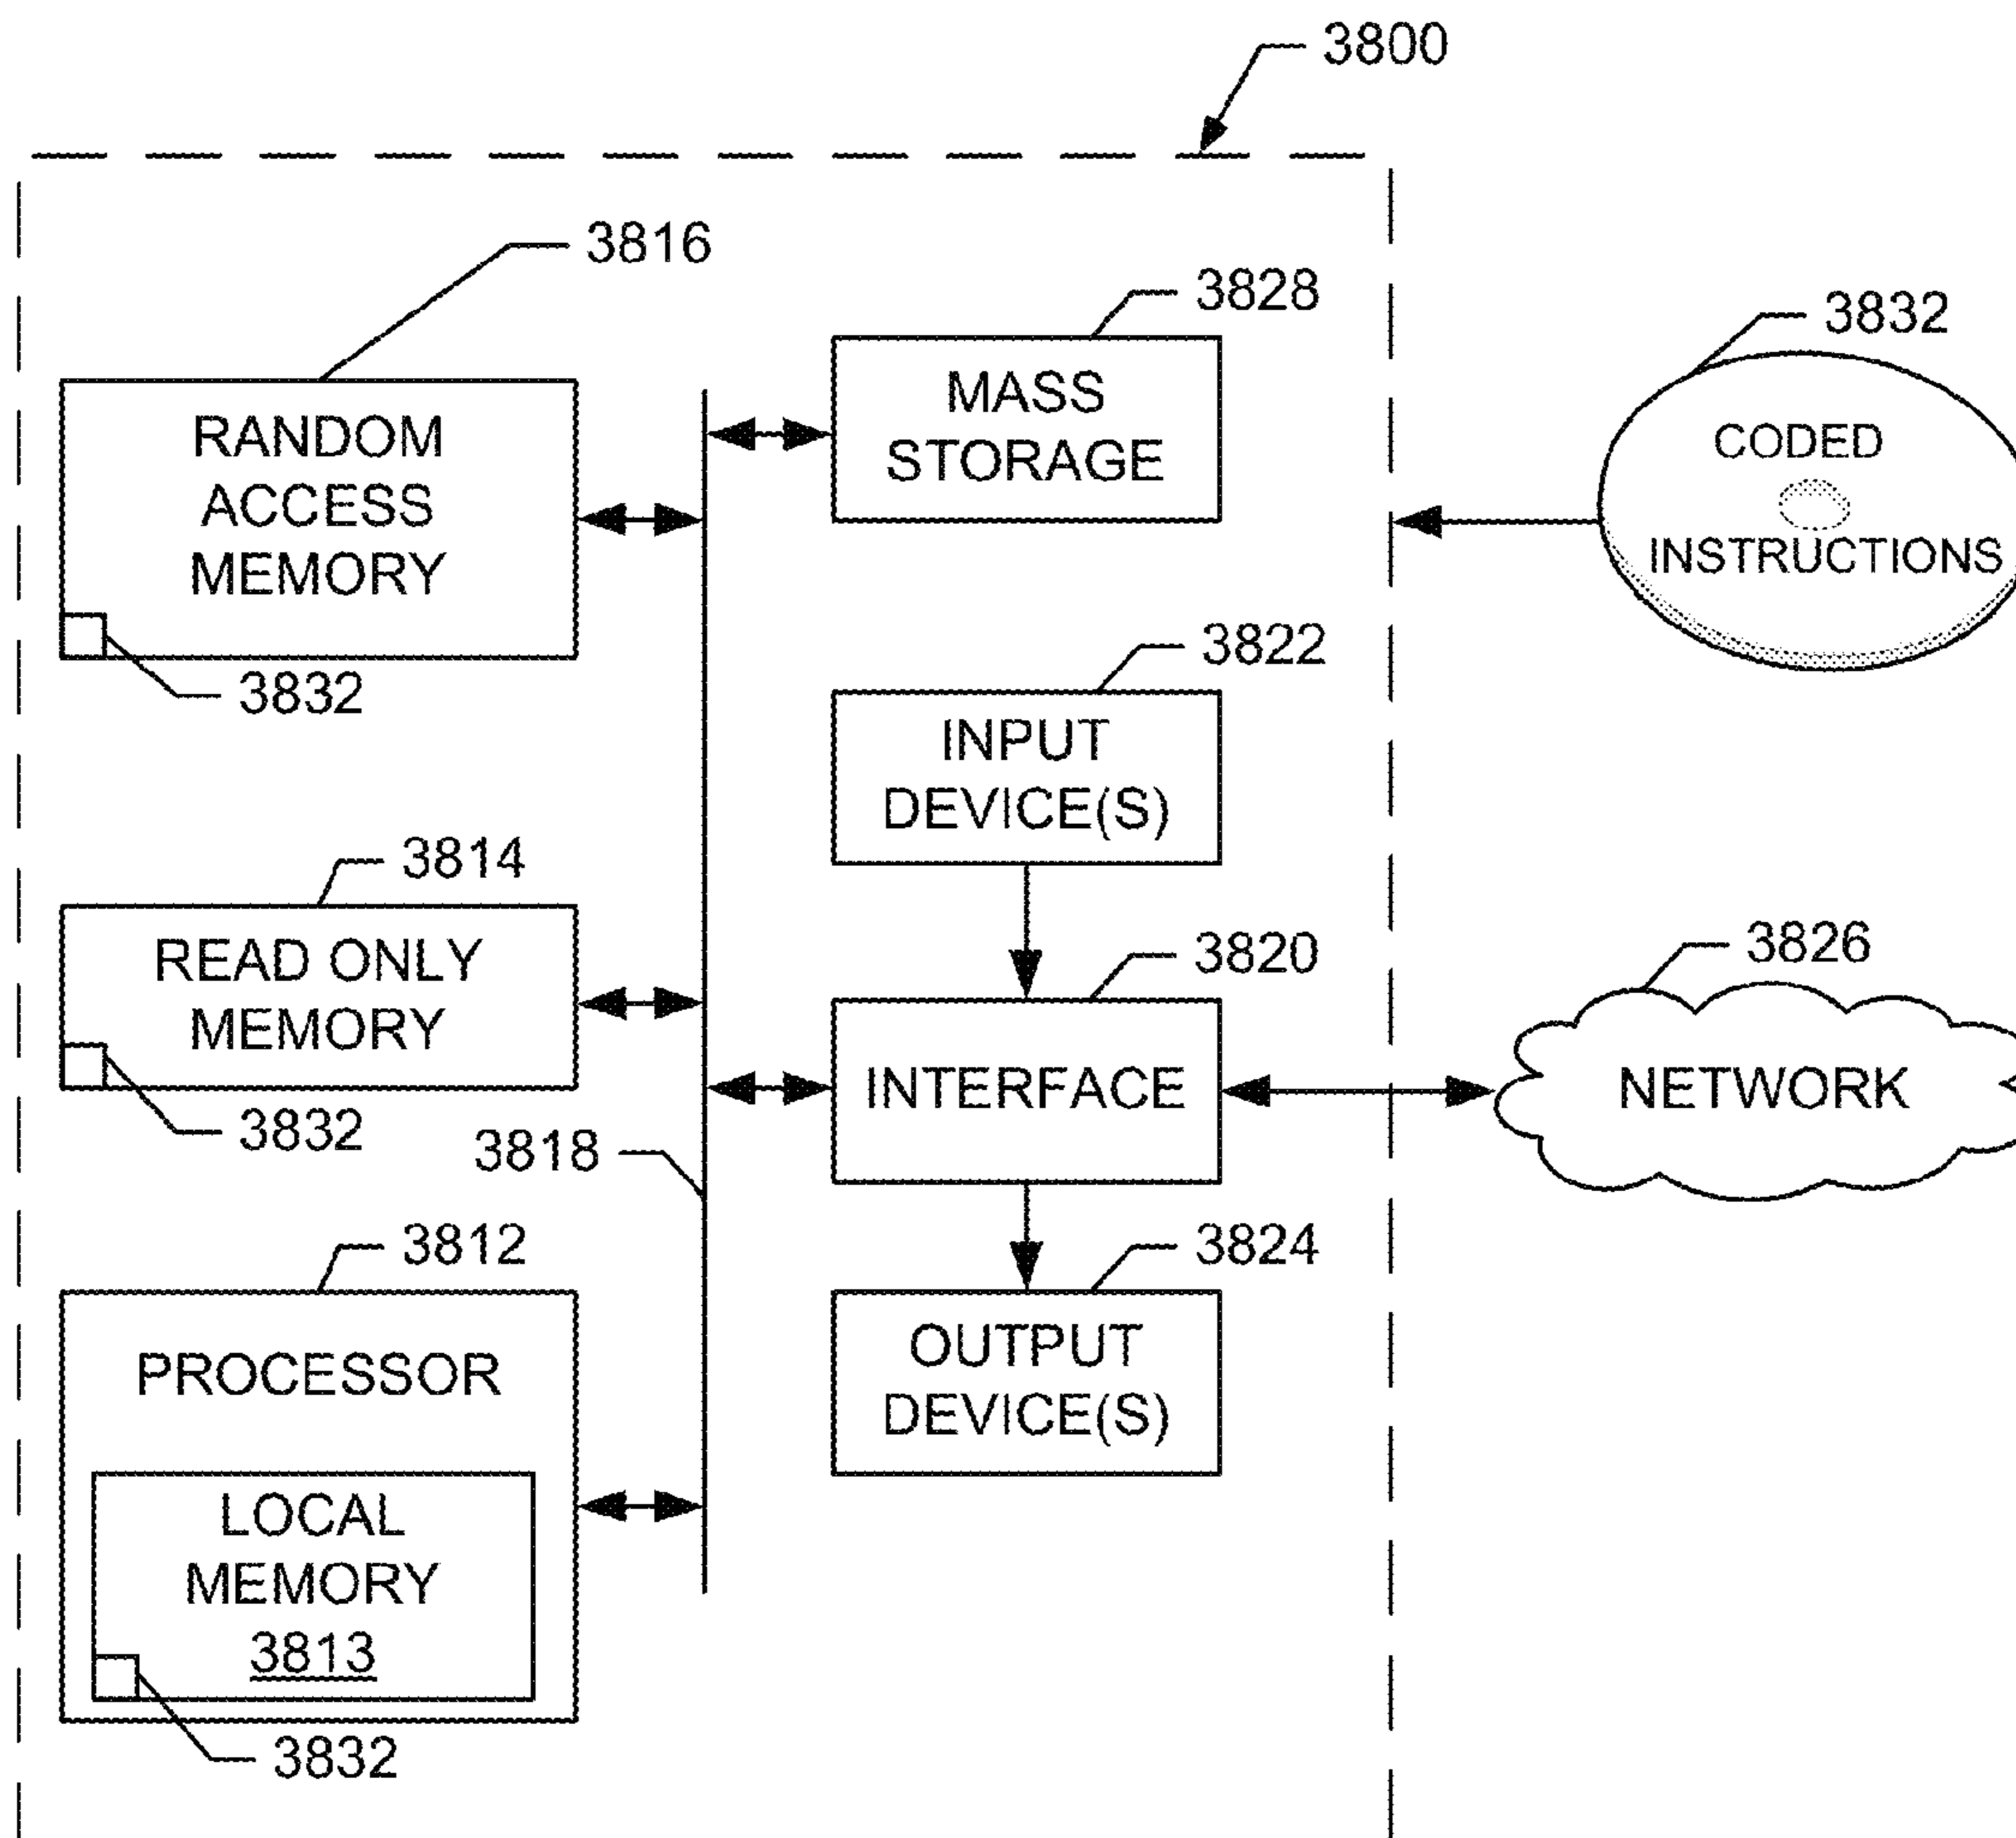 3800
3816
RANDOM
ACCESS
MEMORY
3832
3828
MASS
STORAGE
3832
CODED
INSTRUCTIONS
3822
INPUT
DEVICE(S)
3814
READ ONLY
MEMORY
3832
3818
3820
INTERFACE
3826
NETWORK
3812
PROCESSOR
LOCAL
MEMORY
3813
3832
3824
OUTPUT
DEVICE(S)